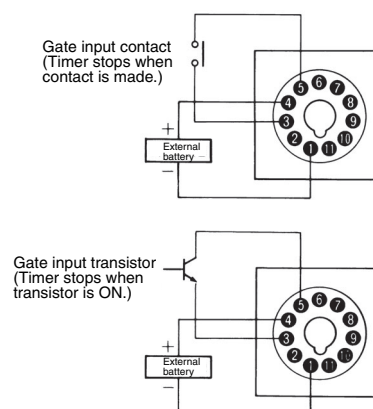 Gate input contact
(Timer stops when
contact is made.)
5 6 7
4 8
3 9
2 10
1 11
+
External
battery
−
Gate input transistor
(Timer stops when
transistor is ON.)
5 6 7
4 8
3 9
2 10
1 11
+
External
battery
−